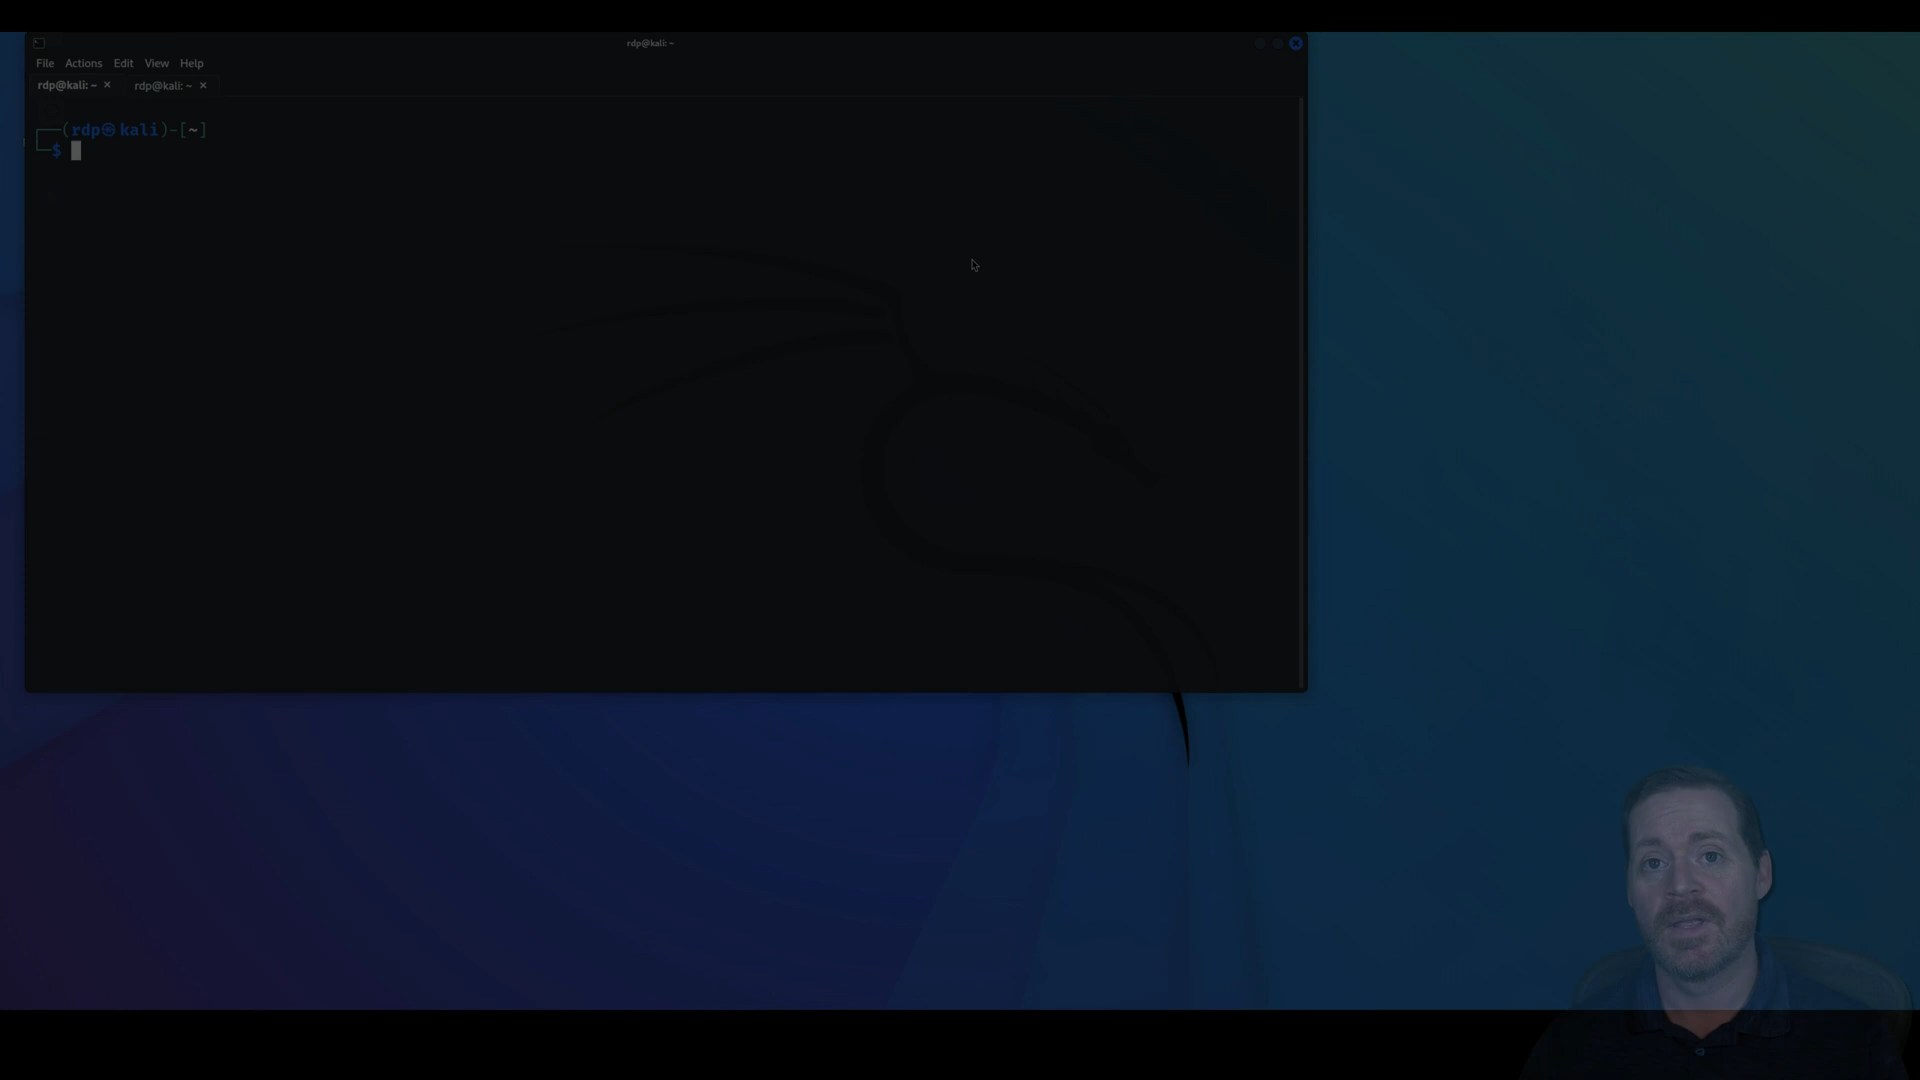 rdp@kali: ~
File Actions Edit View Help
rdp@kali: ~ × rdp@kali: ~ ×
┌──(rdp㉿kali)-[~]
└─$